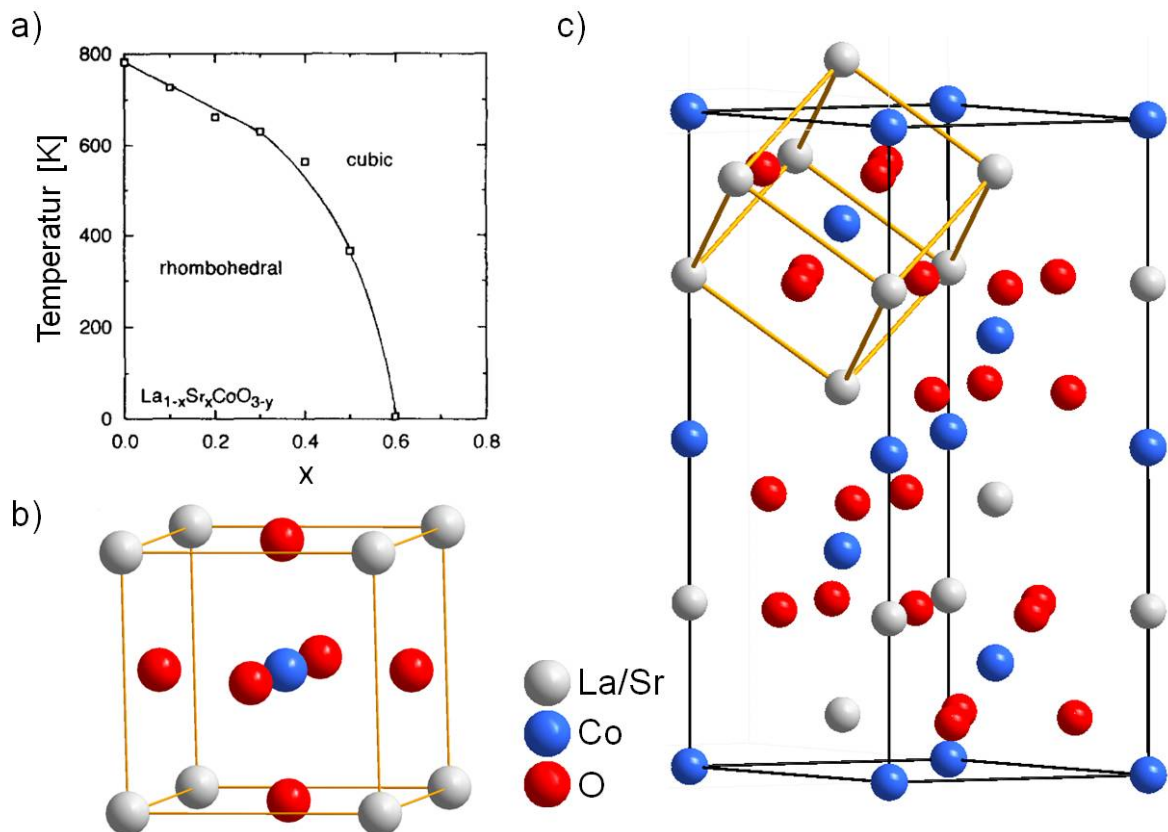 a)
800
600
400
200
0
Temperatur [K]
cubic
rhombohedral
La1-xSrxCoO3-y
0.0 0.2 0.4 0.6 0.8
X
b)
La/Sr
Co
O
c)